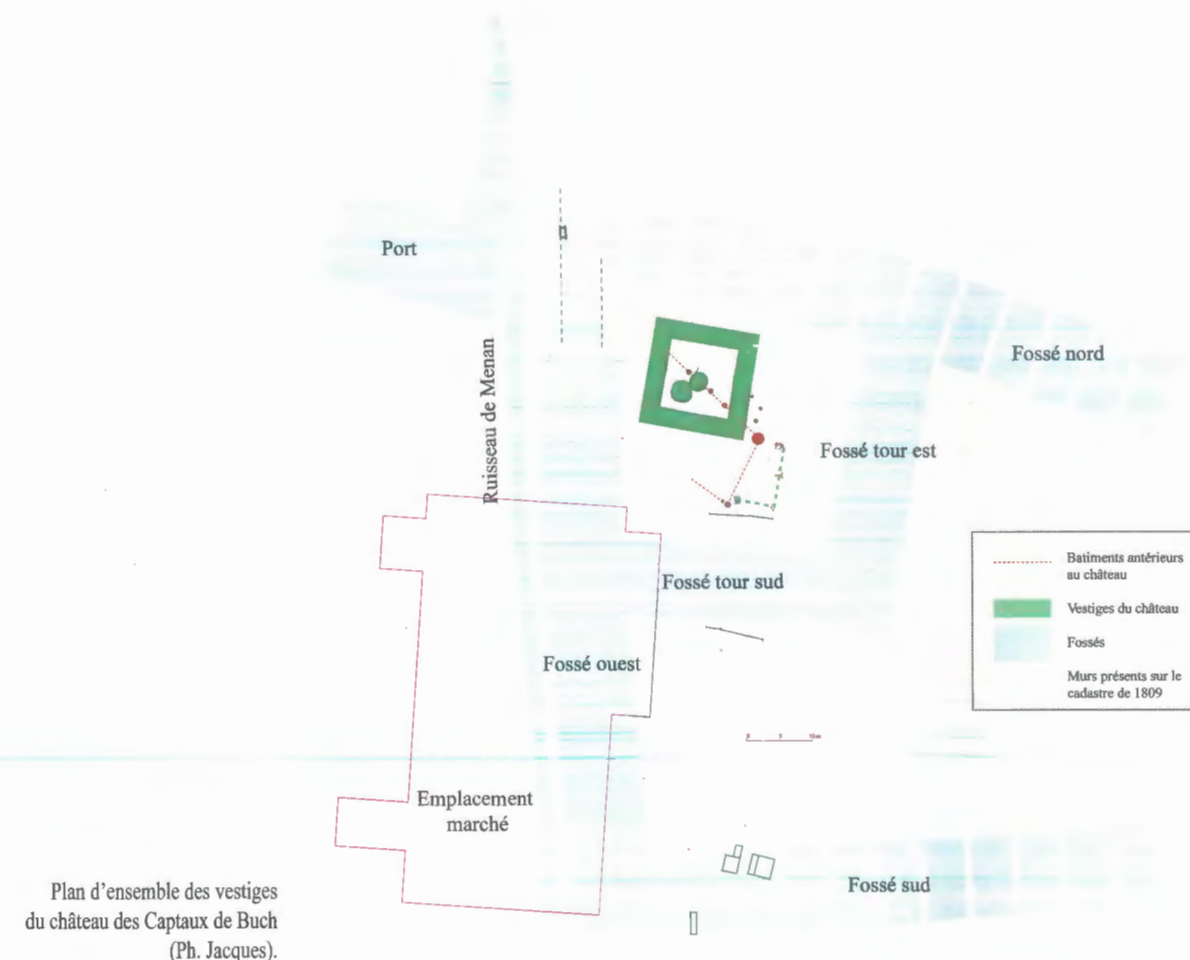 Port
Ruisseau de Menan
Fossé nord
Fossé tour est
Fossé tour sud
Fossé ouest
Batiments antérieurs
au château
Vestiges du château
Fossés
Murs présents sur le
cadastre de 1809
Emplacement
marché
Fossé sud
Plan d'ensemble des vestiges
du château des Captaux de Buch
(Ph. Jacques).